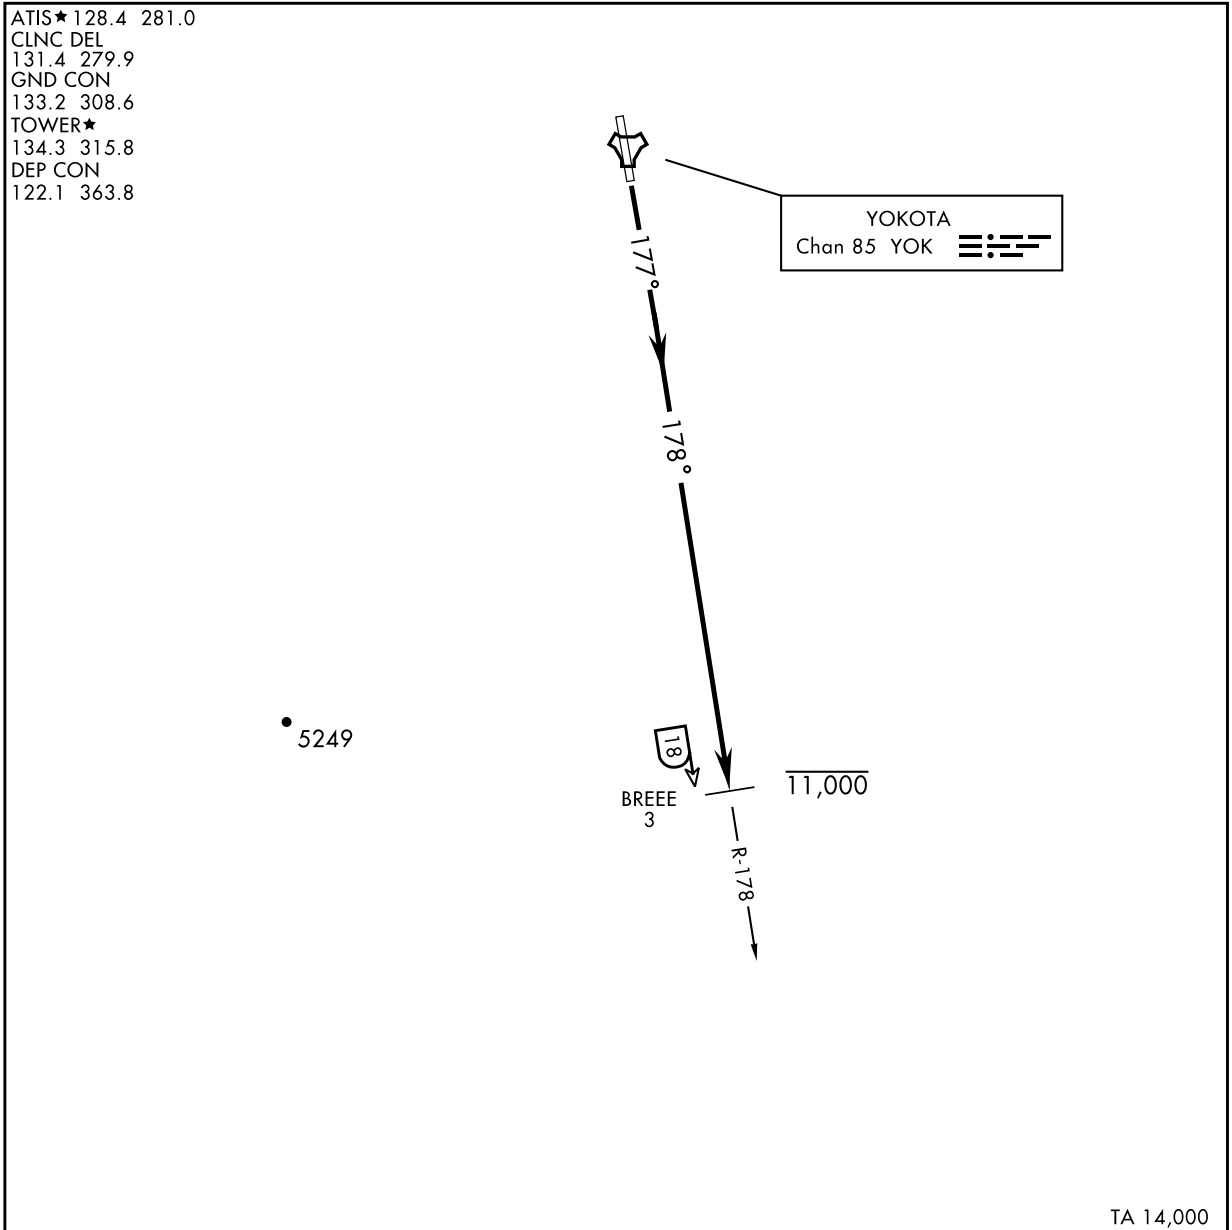 ATIS★ 128.4 281.0
CLNC DEL
131.4 279.9
GND CON
133.2 308.6
TOWER★
134.3 315.8
DEP CON
122.1 363.8
YOKOTA
Chan 85 YOK
177°
178°
5249
18
BREEE
3
11,000
R-178
TA 14,000